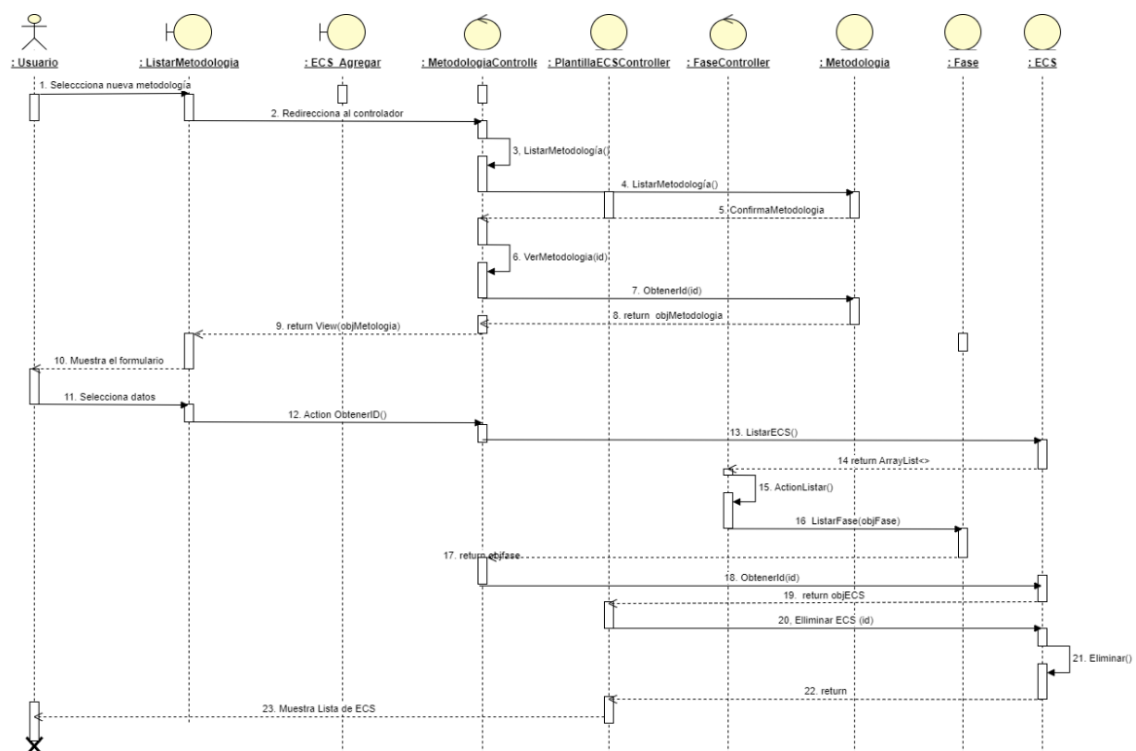 : Usuario
: ListarMetodologia
: ECS_Agregar
: MetodologiaControlle
: PlantillaECSController
: FaseController
: Metodologia
: Fase
: ECS
1. Seleccciona nueva metodología
2. Redirecciona al controlador
3, ListarMetodología()
4. ListarMetodología()
5. ConfirmaMetodologia
6. VerMetodologia(id)
7. ObtenerId(id)
8. return objMetodologia
9. return View(objMetologia)
10. Muestra el formulario
11. Selecciona datos
12. Action ObtenerID()
13. ListarECS()
14 return ArrayList<>
15. ActionListar()
16 ListarFase(objFase)
17. return objfase
18. ObtenerId(id)
19. return objECS
20, Elliminar ECS (id)
21. Eliminar()
22. return
23. Muestra Lista de ECS